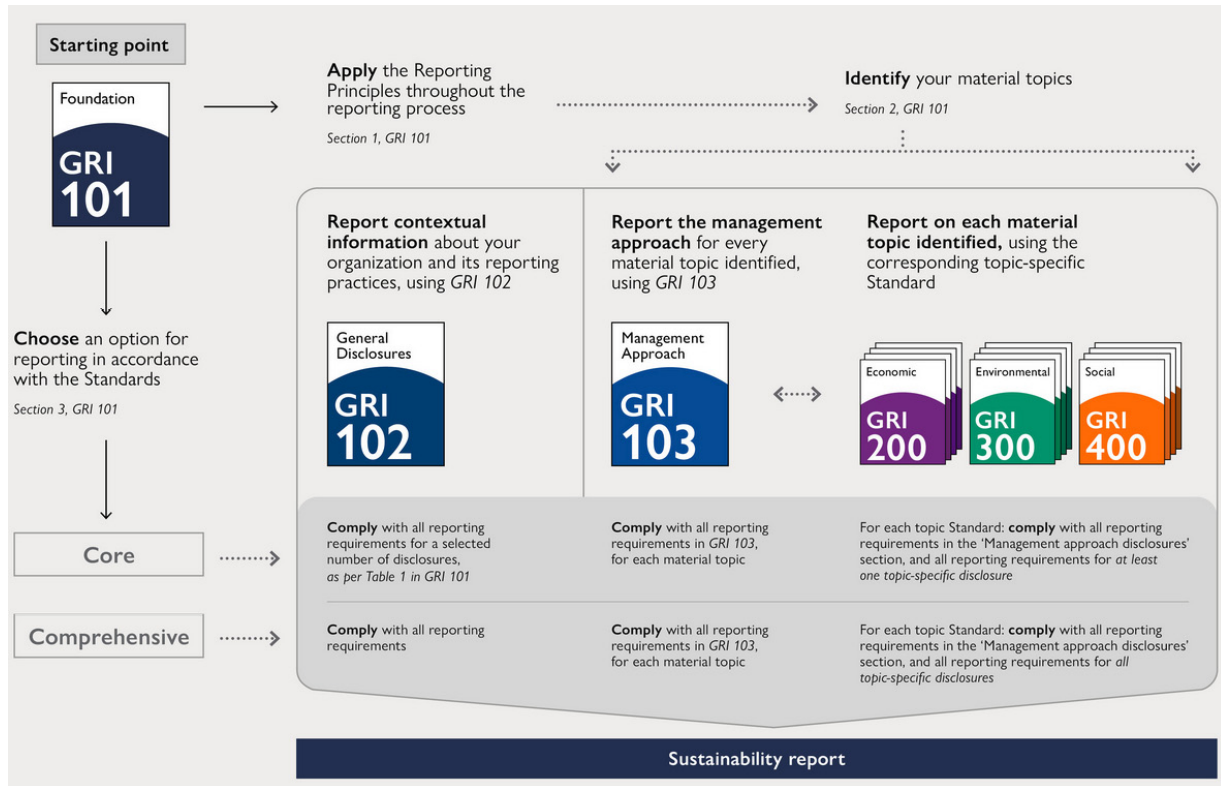 Starting point
Foundation
GRI
101
Apply the Reporting
Principles throughout the
reporting process
Section 1, GRI 101
Identify your material topics
Section 2, GRI 101
Choose an option for
reporting in accordance
with the Standards
Section 3, GRI 101
Report contextual
information about your
organization and its reporting
practices, using GRI 102
General
Disclosures
GRI
102
Report the management
approach for every
material topic identified,
using GRI 103
Management
Approach
GRI
103
Report on each material
topic identified, using the
corresponding topic-specific
Standard
Economic
GRI
200
Environmental
GRI
300
Social
GRI
400
Core
Comply with all reporting
requirements for a selected
number of disclosures,
as per Table 1 in GRI 101
Comply with all reporting
requirements in GRI 103,
for each material topic
For each topic Standard: comply with all reporting
requirements in the ‘Management approach disclosures’
section, and all reporting requirements for at least
one topic-specific disclosure
Comprehensive
Comply with all reporting
requirements
Comply with all reporting
requirements in GRI 103,
for each material topic
For each topic Standard: comply with all reporting
requirements in the ‘Management approach disclosures’
section, and all reporting requirements for all
topic-specific disclosures
Sustainability report